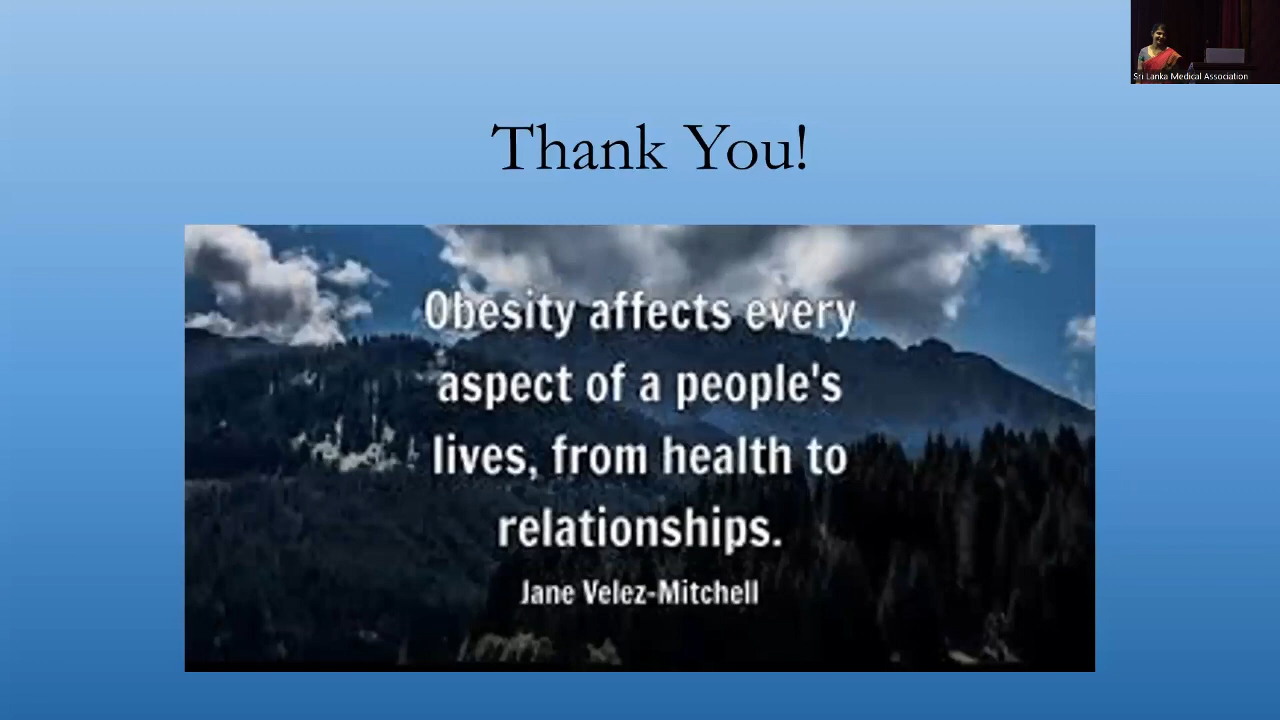 Sri Lanka Medical Association
Thank You!
Obesity affects every
aspect of a people's
lives, from health to
relationships.
Jane Velez-Mitchell